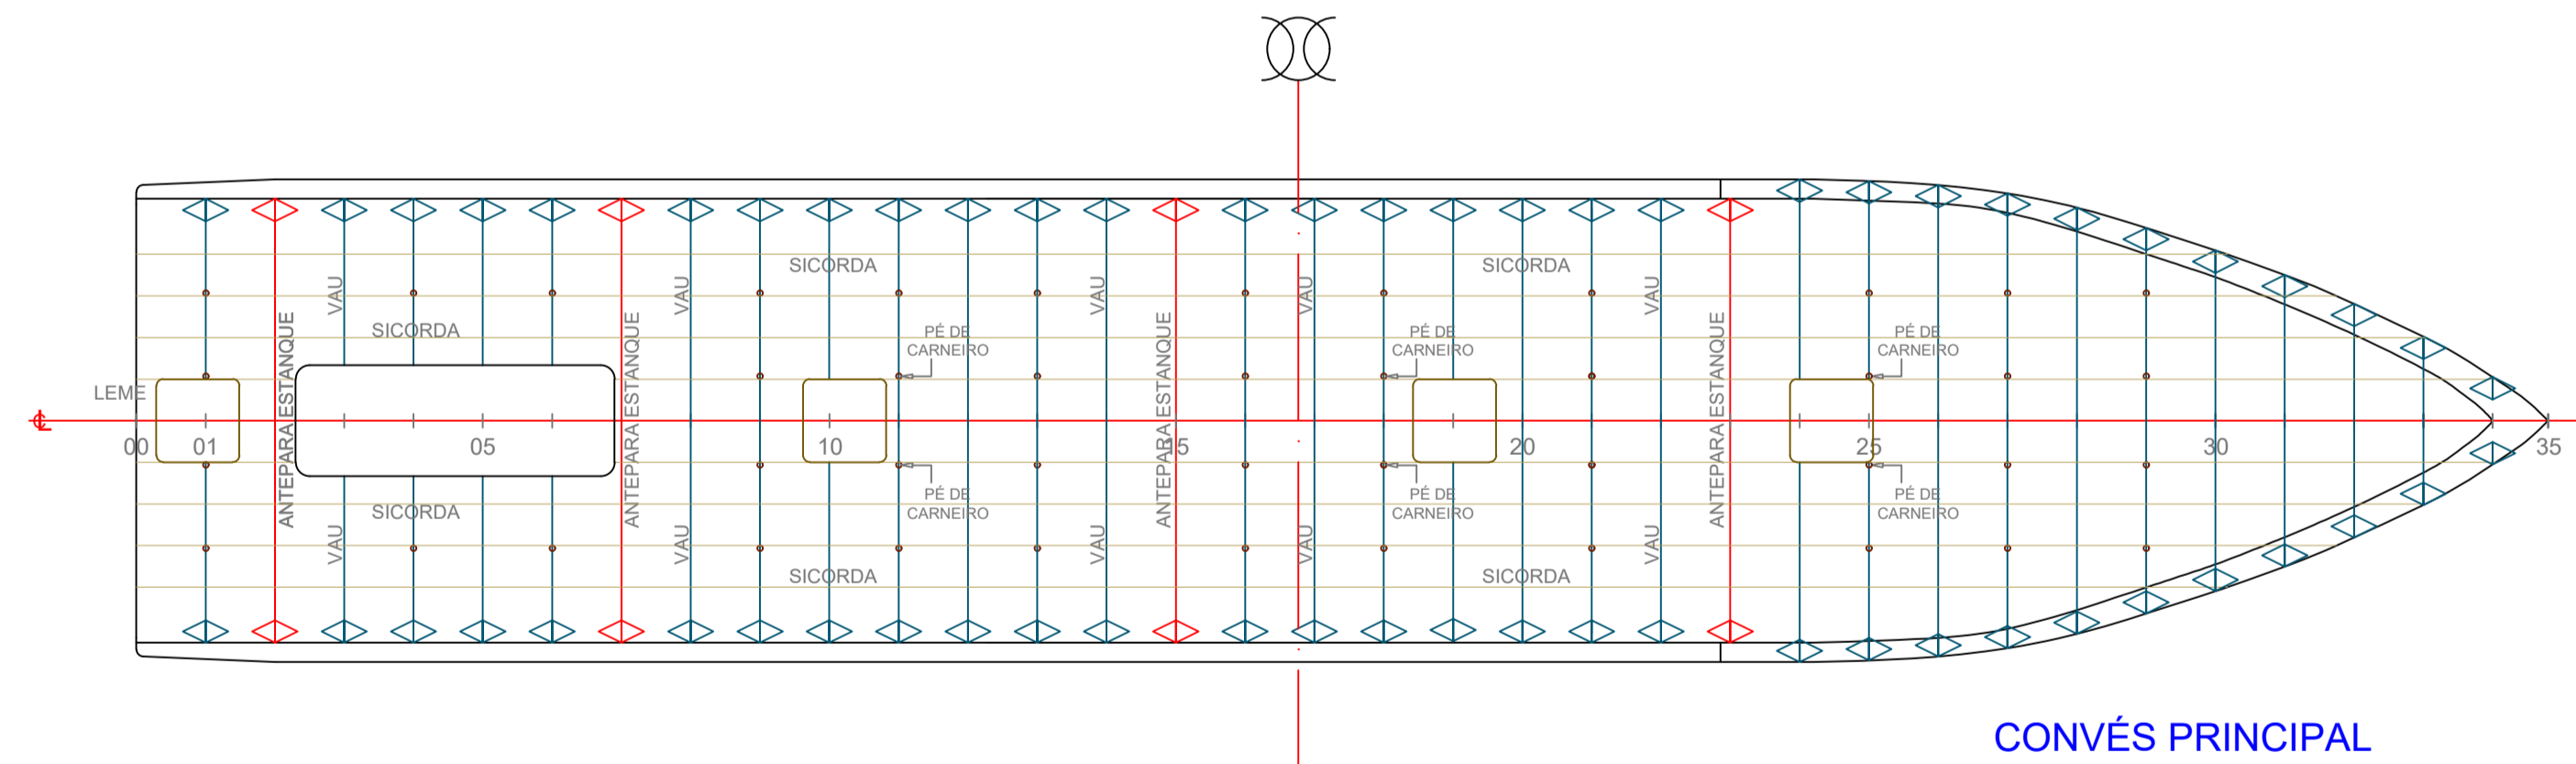 SICORDA
SICORDA
VAU
VAU
VAU
VAU
VAU
SICORDA
PÉ DE
CARNEIRO
PÉ DE
CARNEIRO
PÉ DE
CARNEIRO
ANTEPARA ESTANQUE
ANTEPARA ESTANQUE
ANTEPARA ESTANQUE
ANTEPARA ESTANQUE
LEME
00
01
05
10
15
20
25
30
35
PÉ DE
CARNEIRO
PÉ DE
CARNEIRO
PÉ DE
CARNEIRO
SICORDA
VAU
VAU
VAU
VAU
VAU
SICORDA
SICORDA
CONVÉS PRINCIPAL